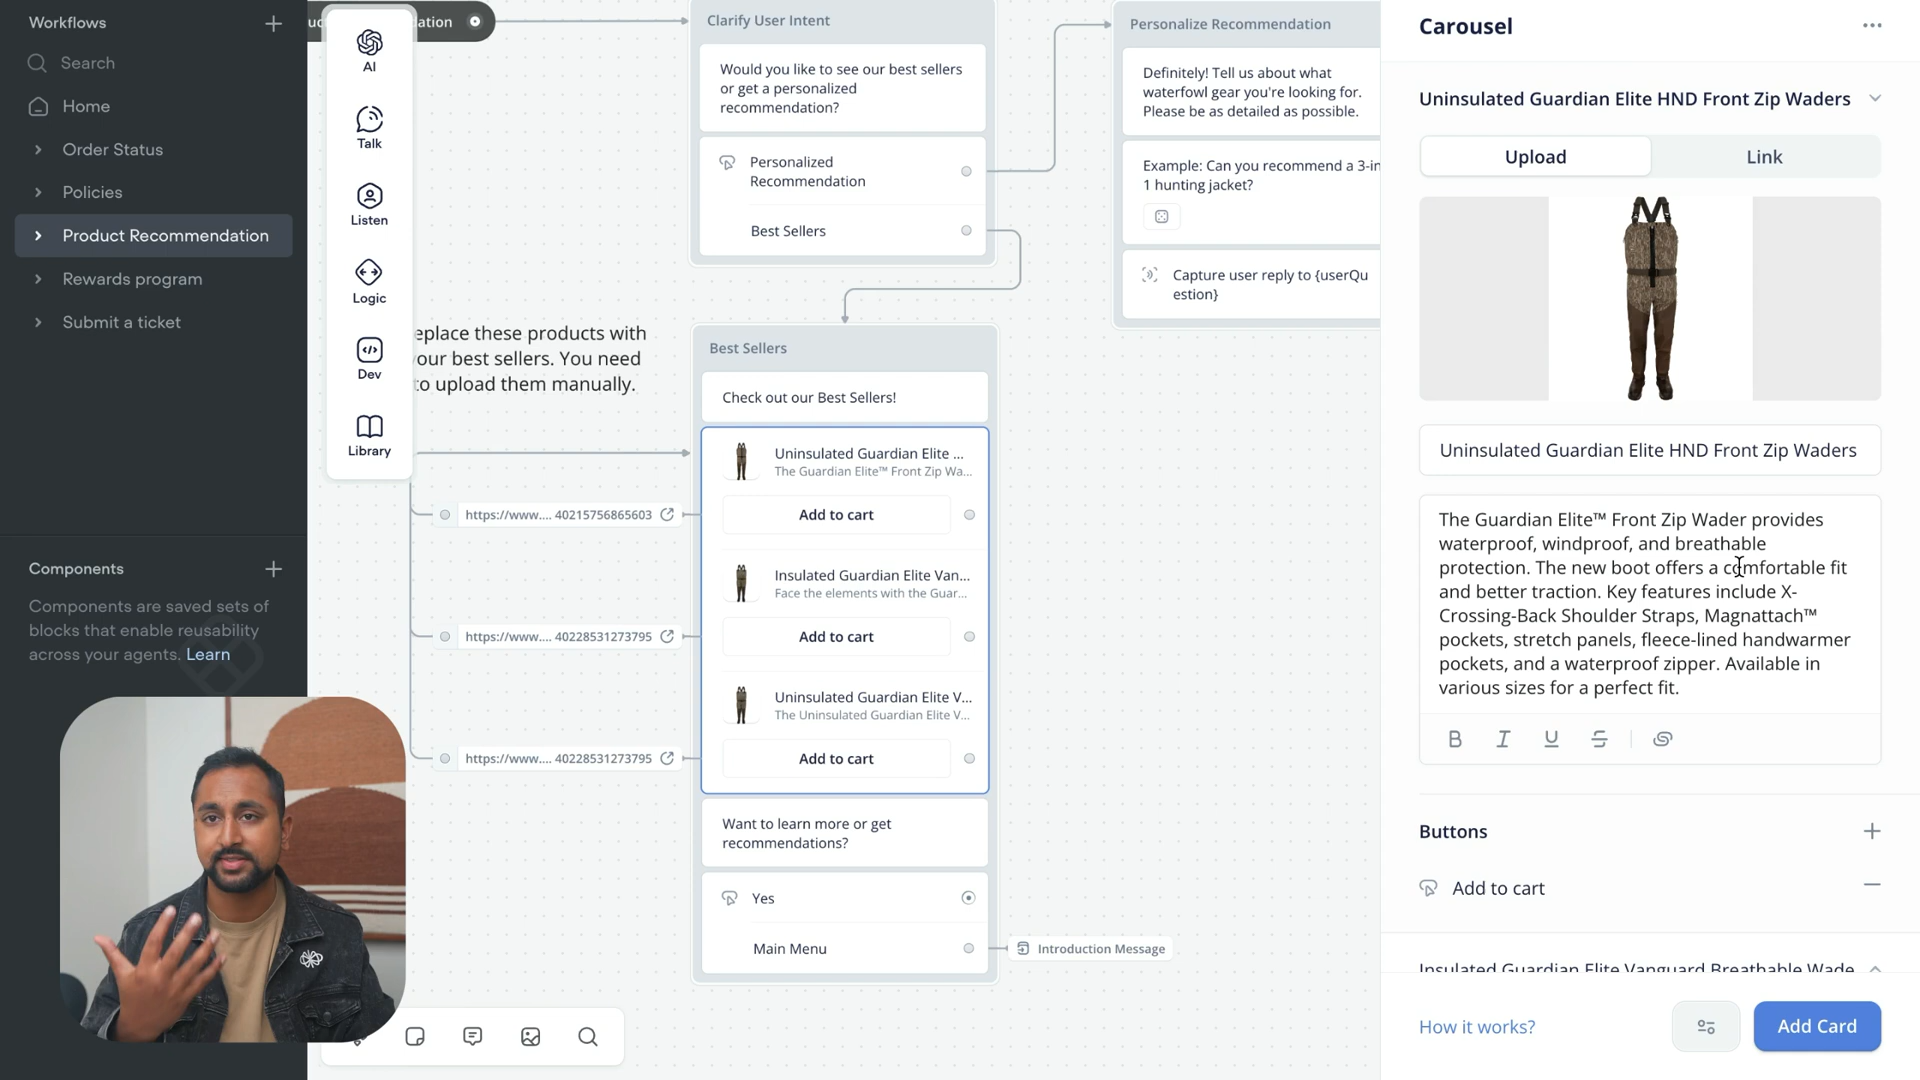 Workflows
Search
Home
Order Status
Policies
Product Recommendation
Rewards program
Submit a ticket
Components
Components are saved sets of
blocks that enable reusability
across your agents. Learn
AI
Talk
Listen
Logic
Dev
Library
eplace these products with
our best sellers. You need
to upload them manually.
Clarify User Intent
Would you like to see our best sellers
or get a personalized
recommendation?
Personalized
Recommendation
Best Sellers
Personalize Recommendation
Definitely! Tell us about what
waterfowl gear you're looking for.
Please be as detailed as possible.
Example: Can you recommend a 3-in
1 hunting jacket?
Capture user reply to {userQu
estion}
Best Sellers
Check out our Best Sellers!
Uninsulated Guardian Elite ...
The Guardian Elite™ Front Zip Wa...
Add to cart
https://www.... 40215756865603
Insulated Guardian Elite Van...
Face the elements with the Guar...
Add to cart
https://www.... 40228531273795
Uninsulated Guardian Elite V...
The Uninsulated Guardian Elite V...
Add to cart
https://www.... 40228531273795
Want to learn more or get
recommendations?
Yes
Main Menu
Introduction Message
Carousel
Uninsulated Guardian Elite HND Front Zip Waders
Upload
Link
Uninsulated Guardian Elite HND Front Zip Waders
The Guardian Elite™ Front Zip Wader provides
waterproof, windproof, and breathable
protection. The new boot offers a comfortable fit
and better traction. Key features include X-
Crossing-Back Shoulder Straps, Magnattach™
pockets, stretch panels, fleece-lined handwarmer
pockets, and a waterproof zipper. Available in
various sizes for a perfect fit.
B I U S
Buttons
Add to cart
Insulated Guardian Elite Vanguard Breathable Wade
How it works?
Add Card